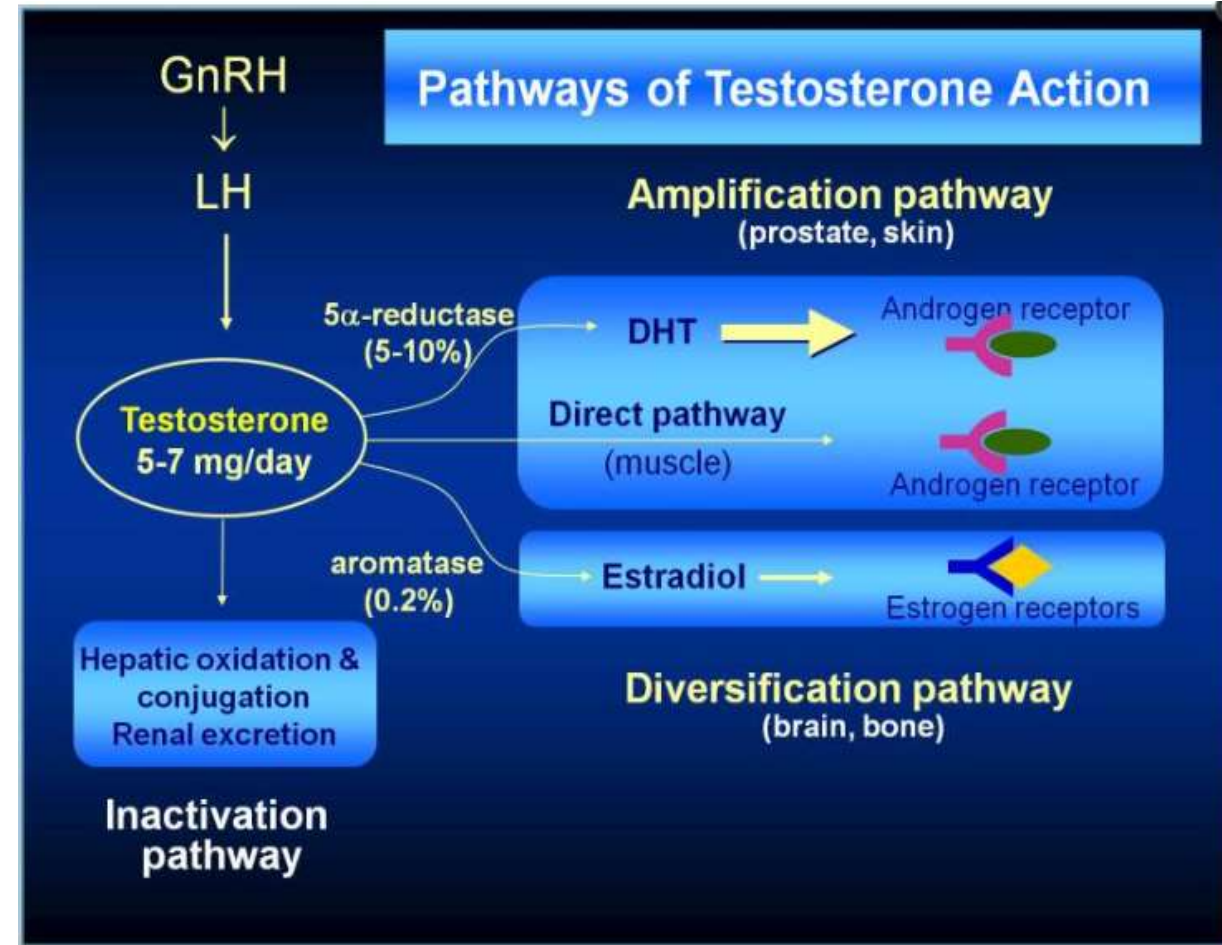 GnRH
LH
Pathways of Testosterone Action
Amplification pathway
(prostate, skin)
5α-reductase
(5-10%)
DHT
Androgen receptor
Testosterone
5-7 mg/day
Direct pathway
(muscle)
Androgen receptor
aromatase
(0.2%)
Estradiol
Estrogen receptors
Hepatic oxidation &
conjugation
Renal excretion
Diversification pathway
(brain, bone)
Inactivation
pathway